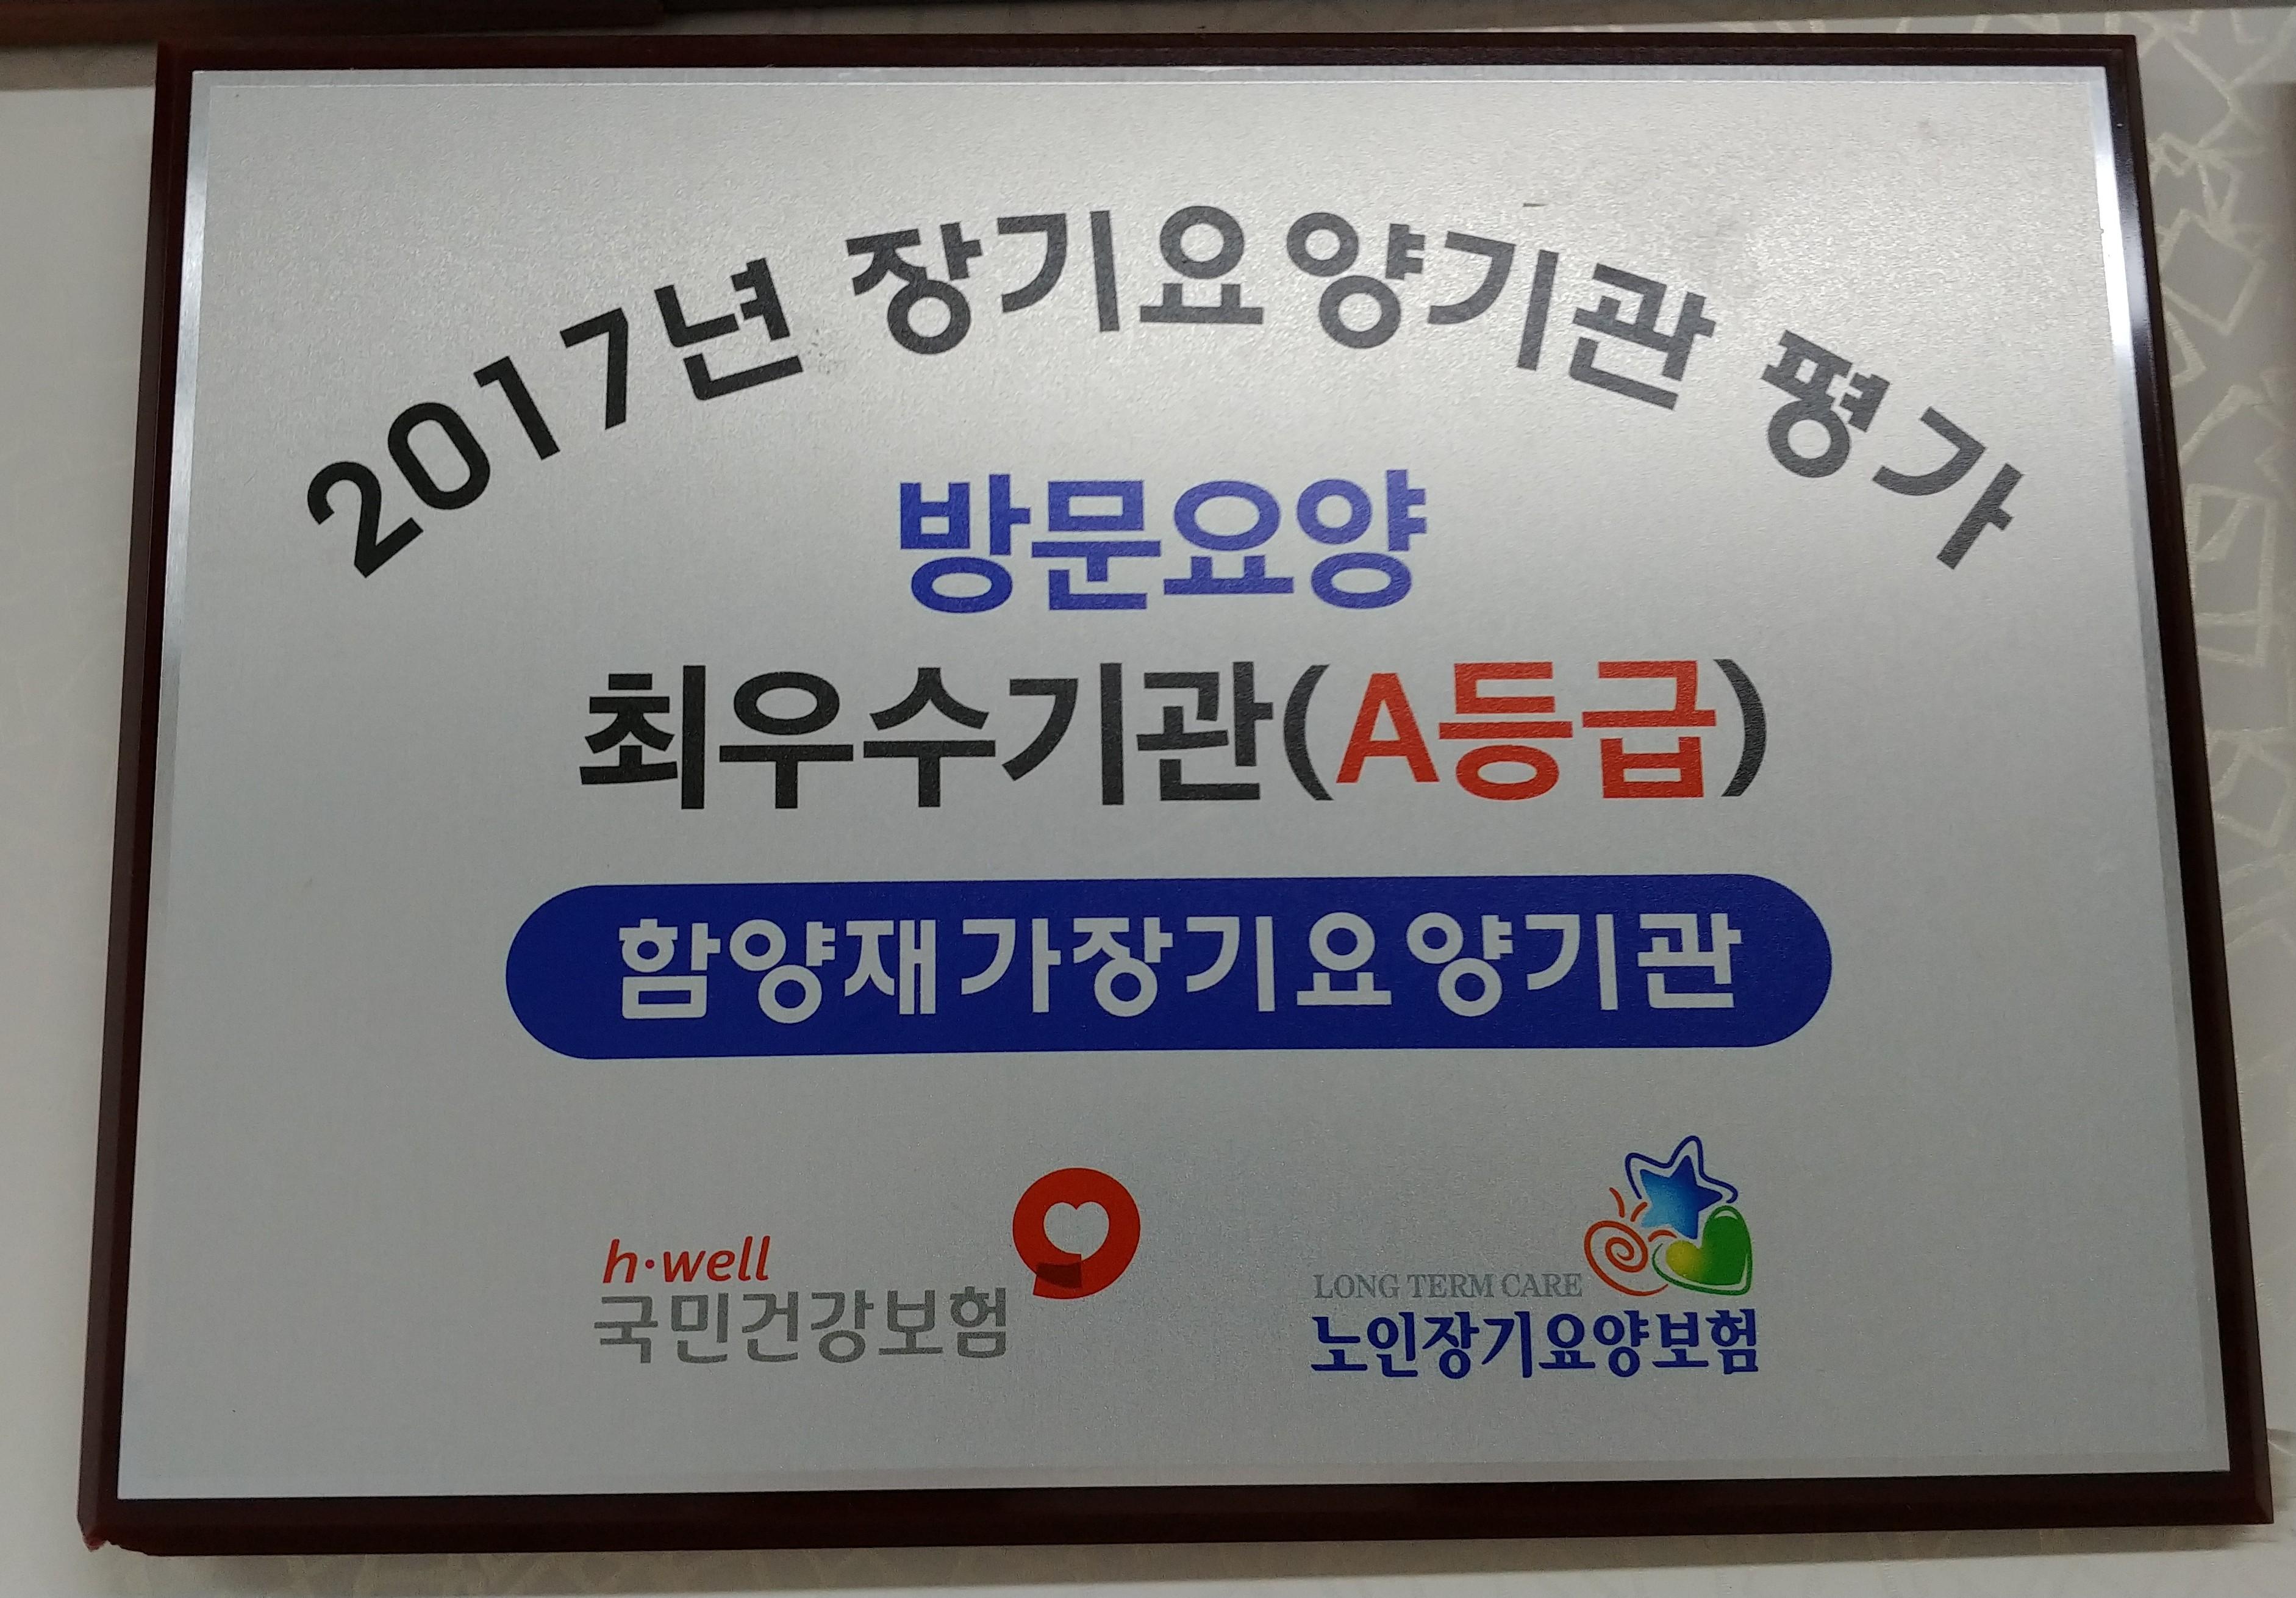 2017년 장기요양기관 평가
방문요양
최우수기관(A등급)
함양재가장기요양기관
h·well
국민건강보험
LONG TERM CARE
노인장기요양보험